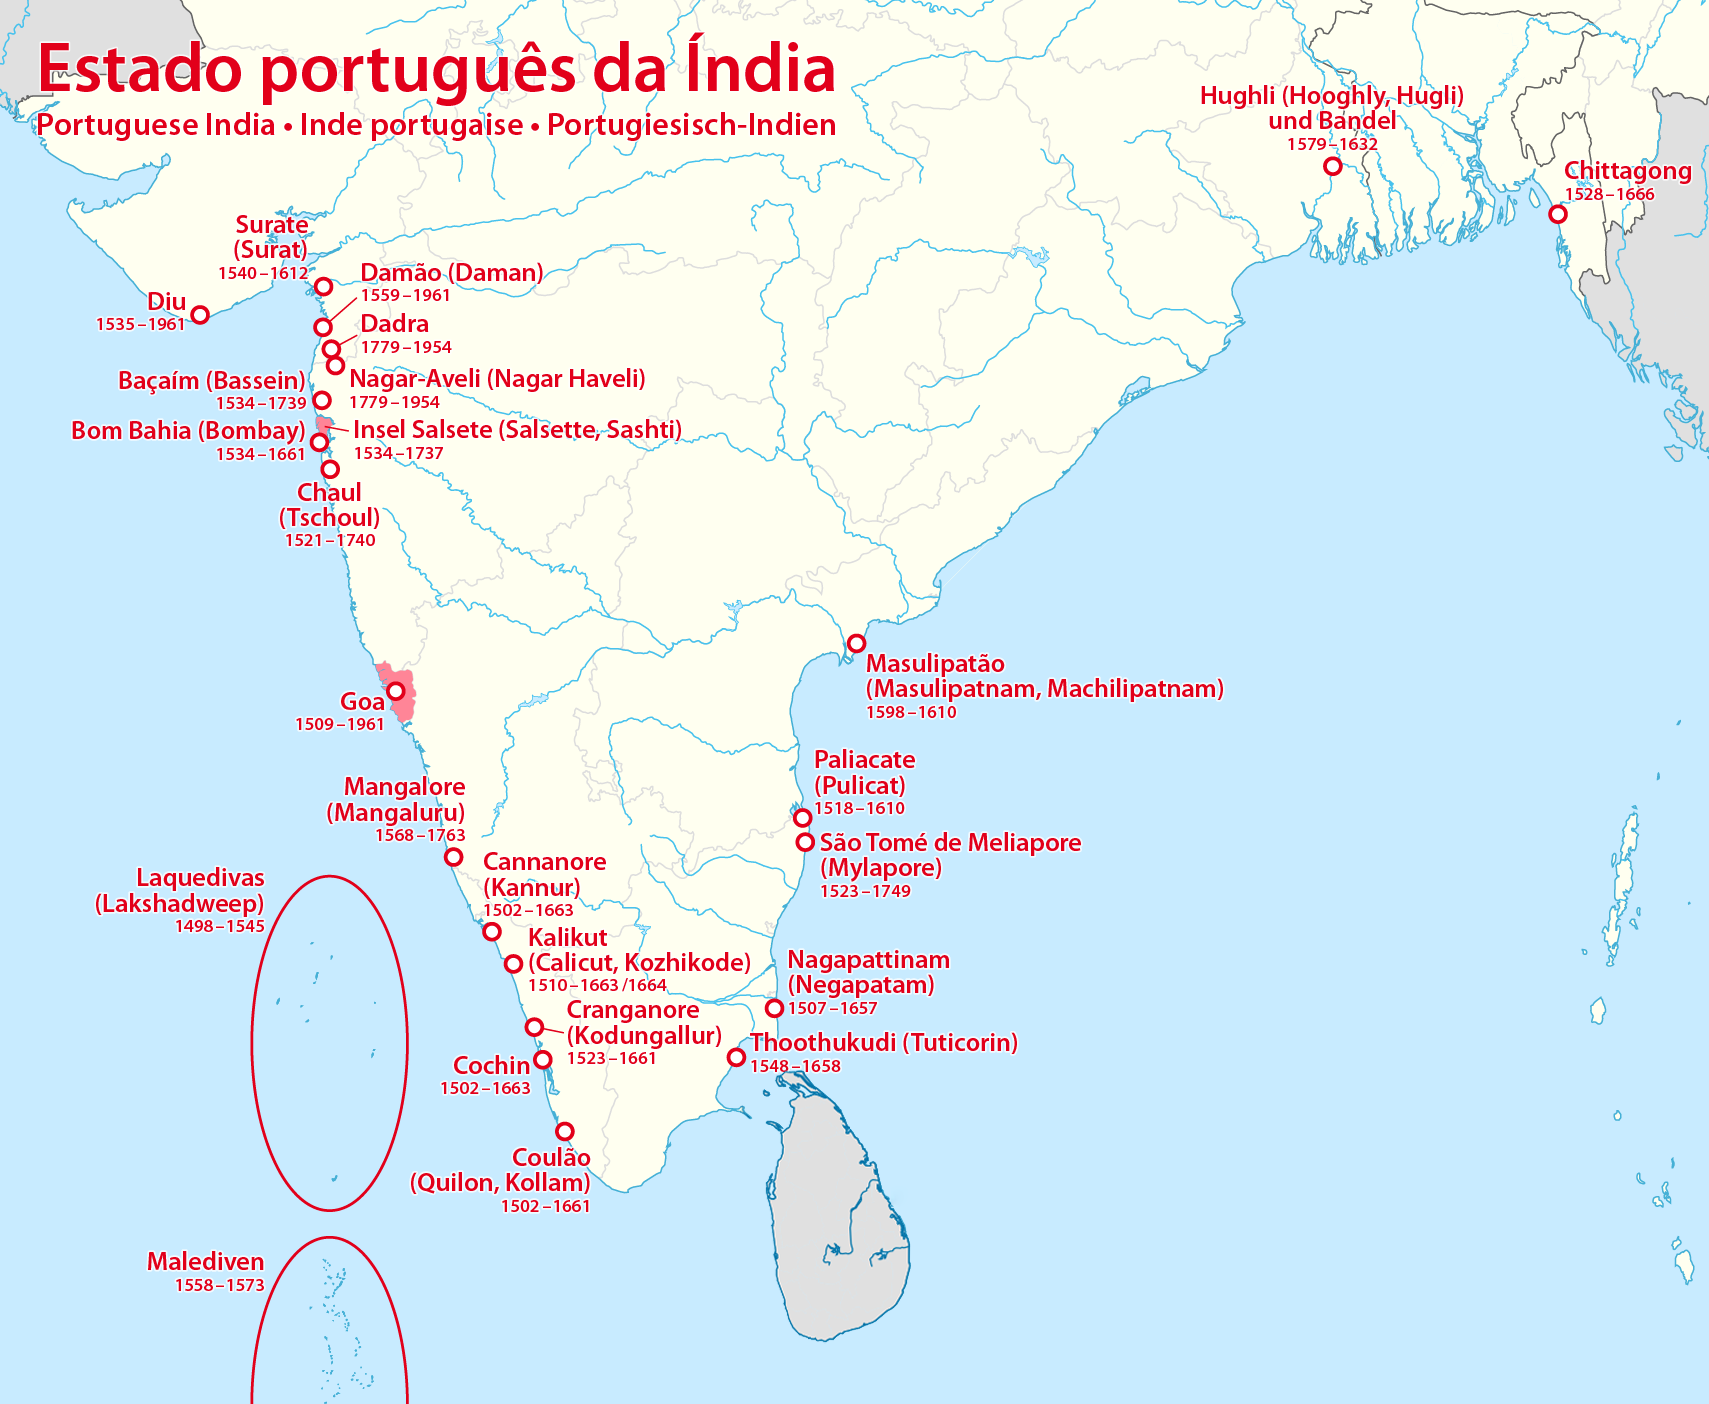 Estado português da Índia
Portuguese India • Inde portugaise • Portugiesisch-Indien
Hughli (Hooghly, Hugli)
und Bandel
1579–1632
Chittagong
1528–1666
Surate
(Surat)
1540–1612
Damão (Daman)
1559–1961
Diu
1535–1961
Dadra
1779–1954
Baçaím (Bassein)
1534–1739
Nagar-Aveli (Nagar Haveli)
1779–1954
Bom Bahia (Bombay)
1534–1661
Insel Salsete (Salsette, Sashti)
1534–1737
Chaul
(Tschoul)
1521–1740
Masulipatão
(Masulipatnam, Machilipatnam)
1598–1610
Goa
1509–1961
Paliacate
(Pulicat)
1518–1610
Mangalore
(Mangaluru)
1568–1763
São Tomé de Meliapore
(Mylapore)
1523–1749
Cannanore
(Kannur)
1502–1663
Laquedivas
(Lakshadweep)
1498–1545
Kalikut
(Calicut, Kozhikode)
1510–1663/1664
Nagapattinam
(Negapatam)
1507–1657
Cranganore
(Kodungallur)
1523–1661
Thoothukudi (Tuticorin)
1548–1658
Cochin
1502–1663
Coulão
(Quilon, Kollam)
1502–1661
Malediven
1558–1573